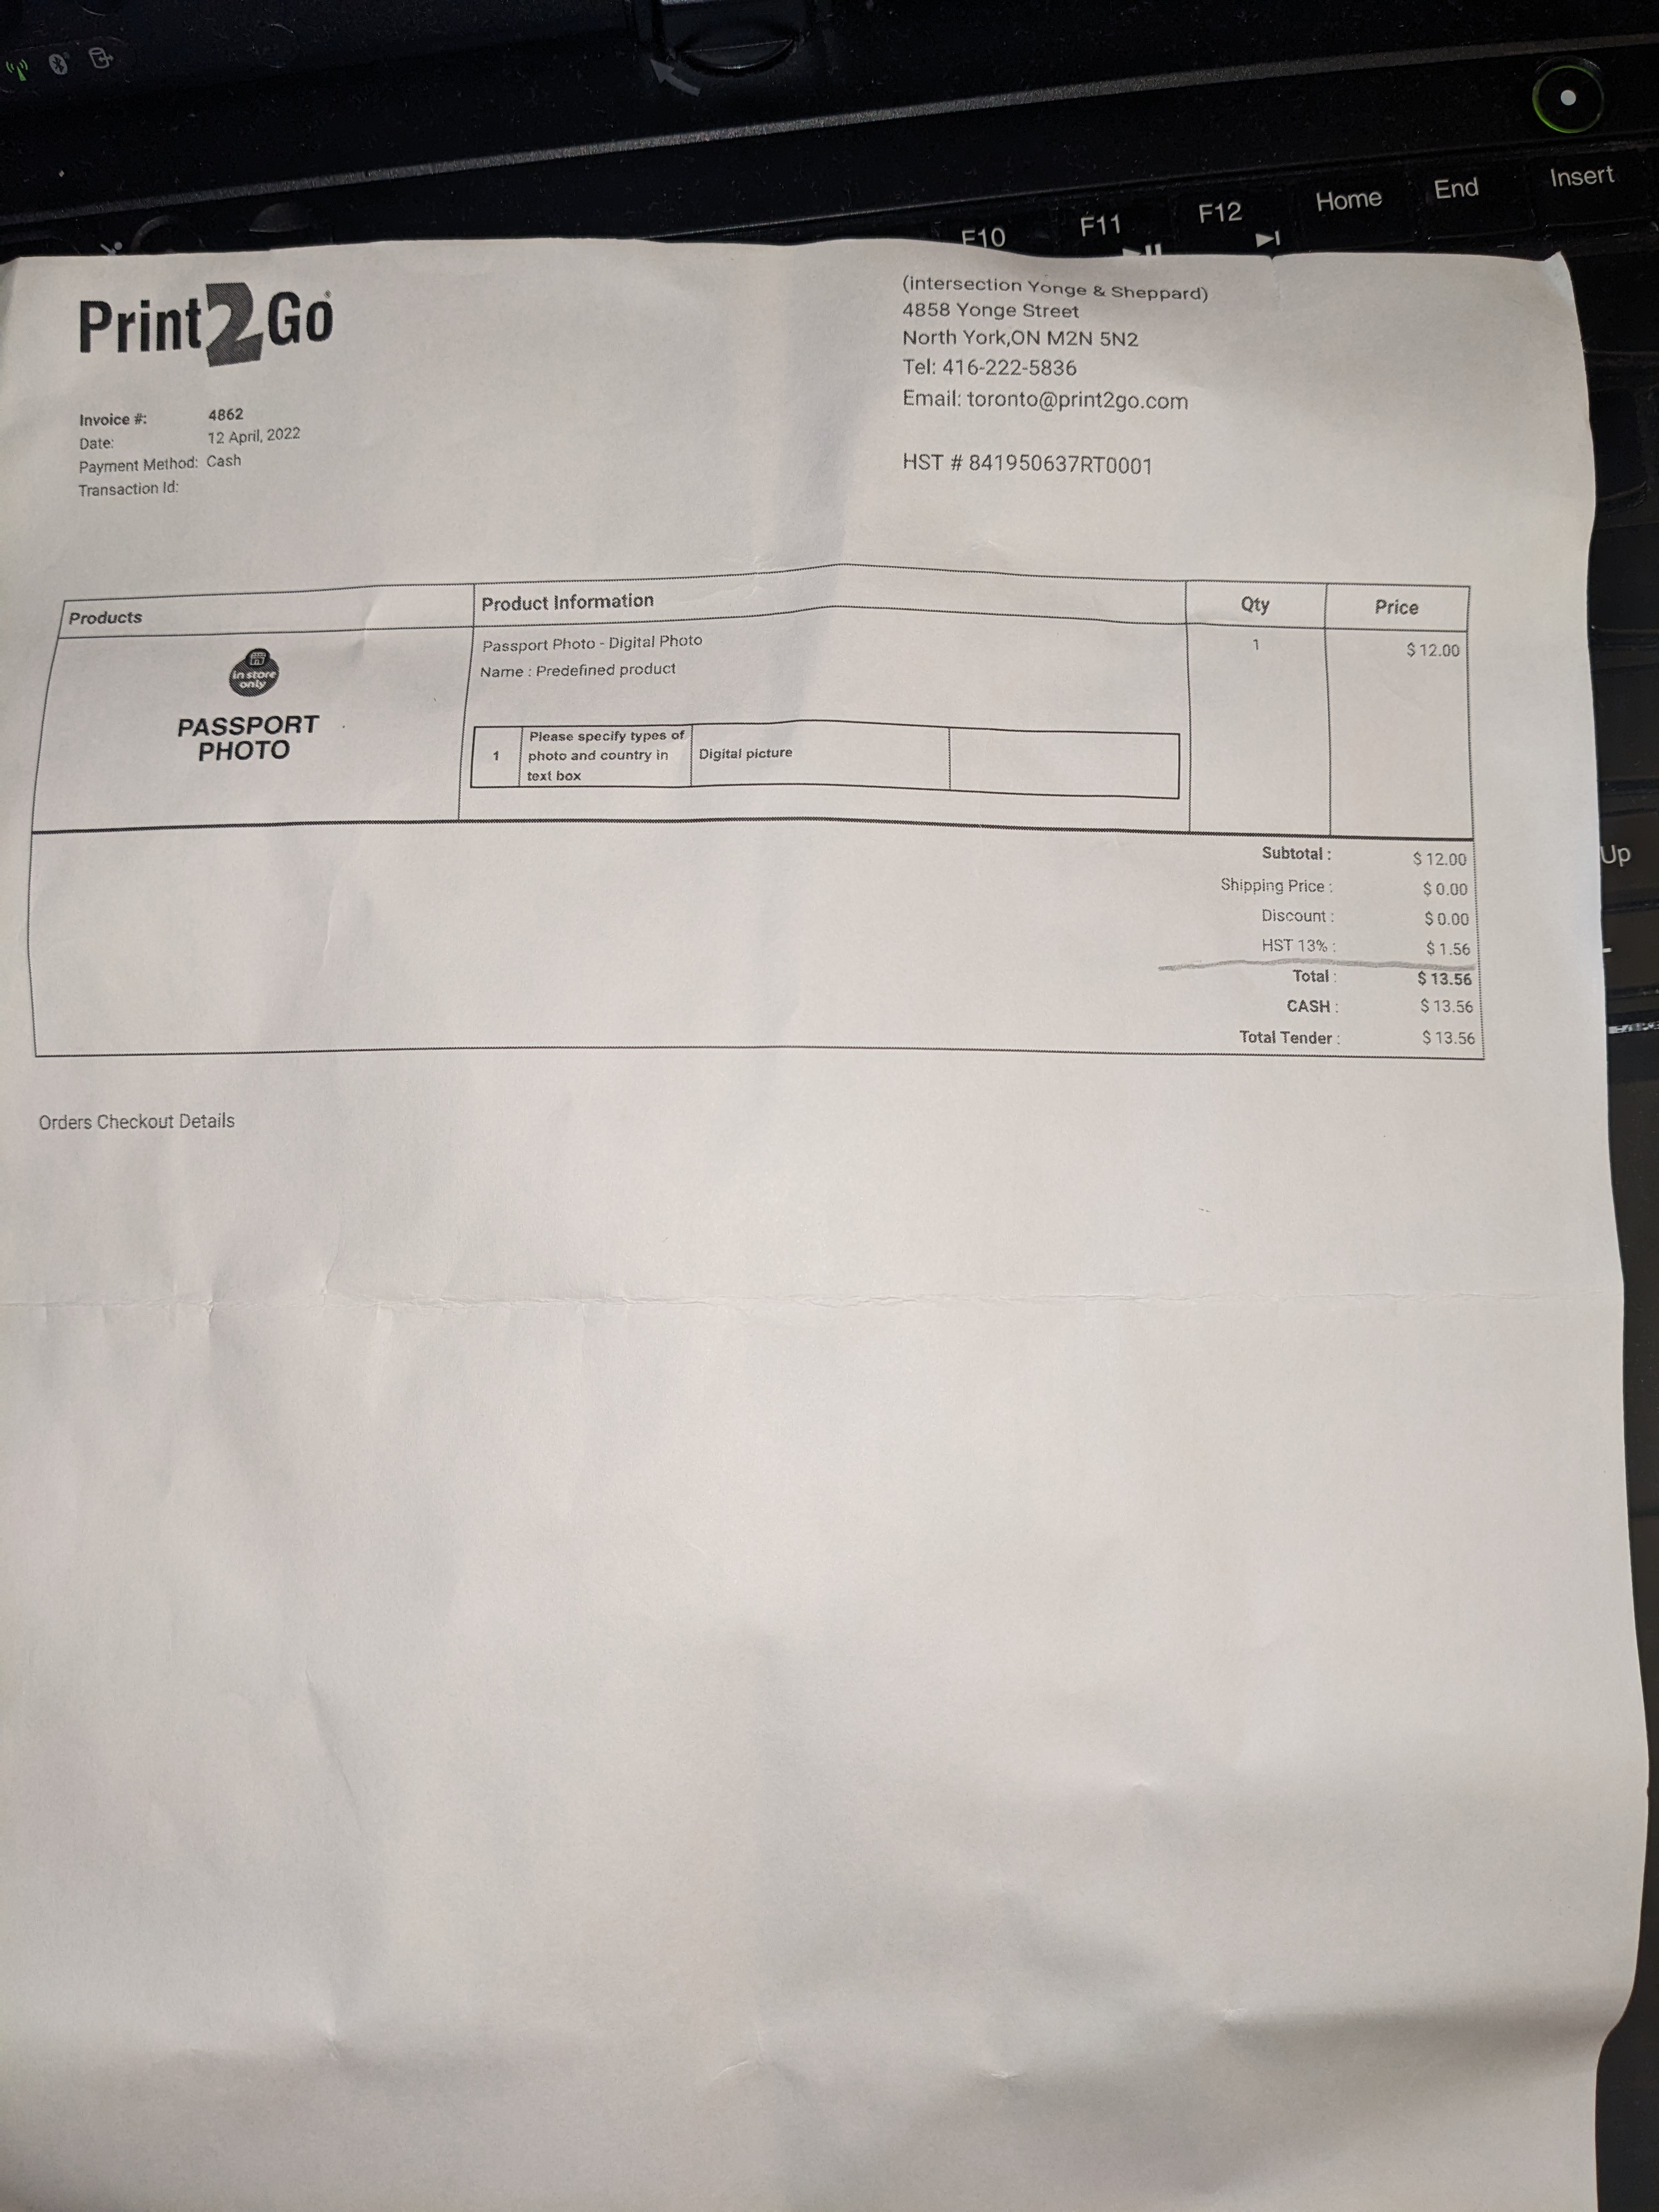 F10 F11 F12 Home End Insert
Print2Go
(intersection Yonge & Sheppard)
4858 Yonge Street
North York,ON M2N 5N2
Tel: 416-222-5836
Email: toronto@print2go.com
HST # 841950637RT0001
Invoice #: 4862
Date: 12 April, 2022
Payment Method: Cash
Transaction Id:
Products Product Information Qty Price
in store
only
PASSPORT
PHOTO
Passport Photo - Digital Photo 1 $ 12.00
Name : Predefined product
1 Please specify types of
photo and country in
text box
Digital picture
Subtotal : $ 12.00
Shipping Price : $ 0.00
Discount : $ 0.00
HST 13% : $ 1.56
Total : $ 13.56
CASH : $ 13.56
Total Tender : $ 13.56
Orders Checkout Details
Up